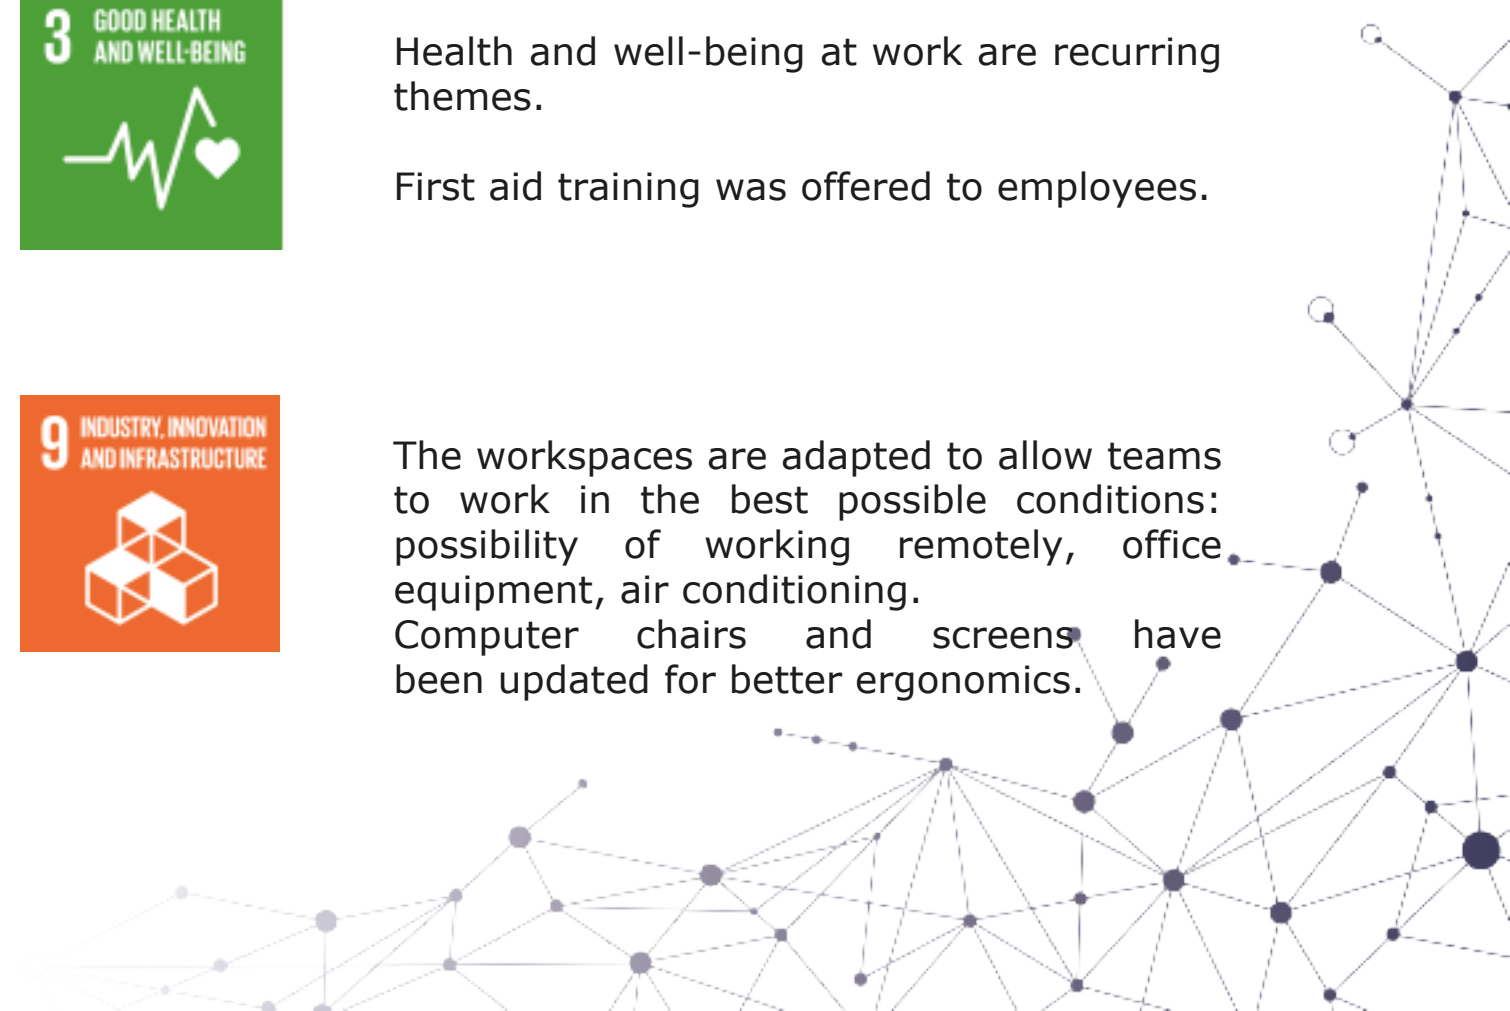 3 GOOD HEALTH
AND WELL-BEING
Health and well-being at work are recurring
themes.
First aid training was offered to employees.
9 INDUSTRY, INNOVATION
AND INFRASTRUCTURE
The workspaces are adapted to allow teams
to work in the best possible conditions:
possibility of working remotely, office
equipment, air conditioning.
Computer chairs and screens have
been updated for better ergonomics.